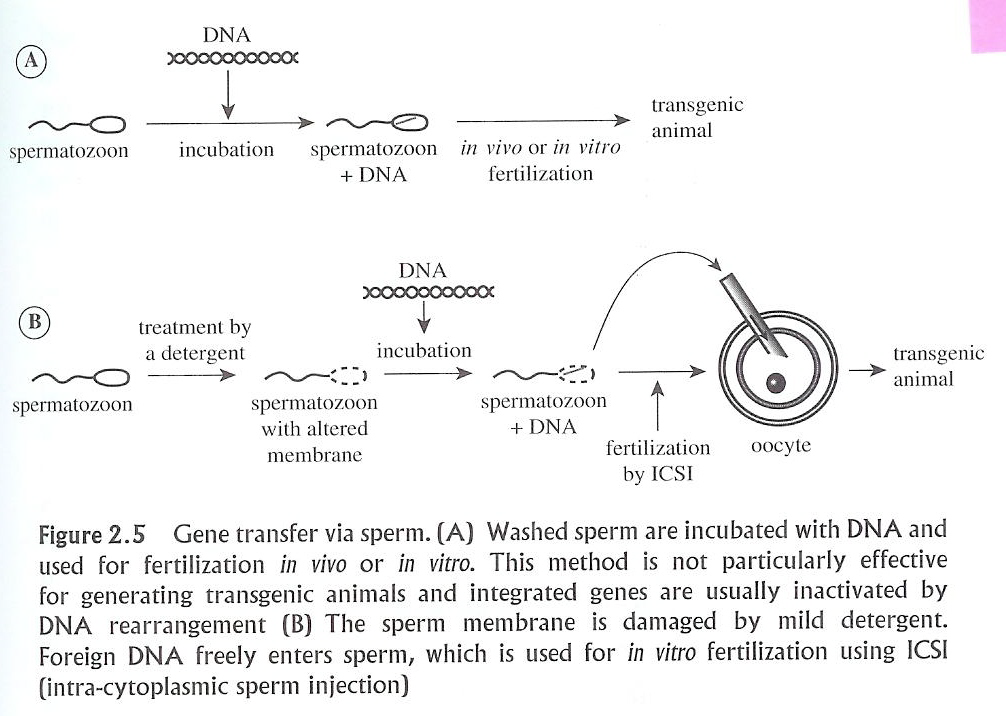 DNA
A
spermatozoon
incubation
spermatozoon
+ DNA
in vivo or in vitro
fertilization
transgenic
animal
DNA
B
treatment by
a detergent
incubation
spermatozoon
spermatozoon
with altered
membrane
spermatozoon
+ DNA
fertilization
by ICSI
oocyte
transgenic
animal
Figure 2.5 Gene transfer via sperm. (A) Washed sperm are incubated with DNA and
used for fertilization in vivo or in vitro. This method is not particularly effective
for generating transgenic animals and integrated genes are usually inactivated by
DNA rearrangement (B) The sperm membrane is damaged by mild detergent.
Foreign DNA freely enters sperm, which is used for in vitro fertilization using ICSI
(intra-cytoplasmic sperm injection)